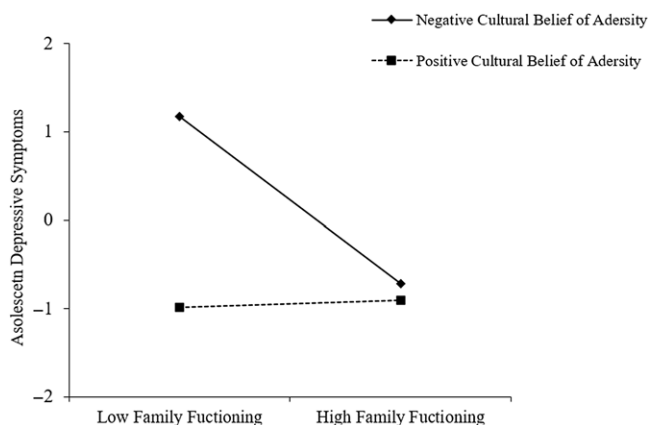 Negative Cultural Belief of Adersity
Positive Cultural Belief of Adersity
Asolescetn Depressive Symptoms
2
1
0
−1
−2
Low Family Fuctioning
High Family Fuctioning